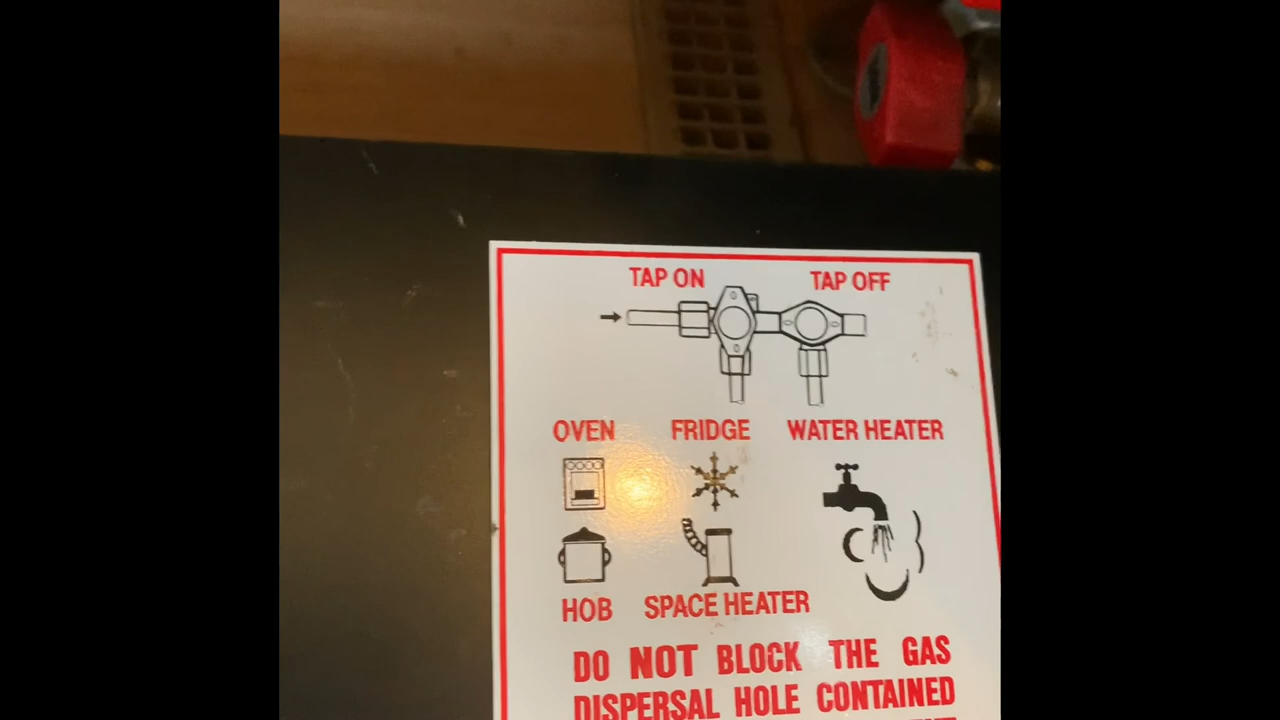 TAP ON TAP OFF
OVEN FRIDGE WATER HEATER
HOB SPACE HEATER
DO NOT BLOCK THE GAS
DISPERSAL HOLE CONTAINED